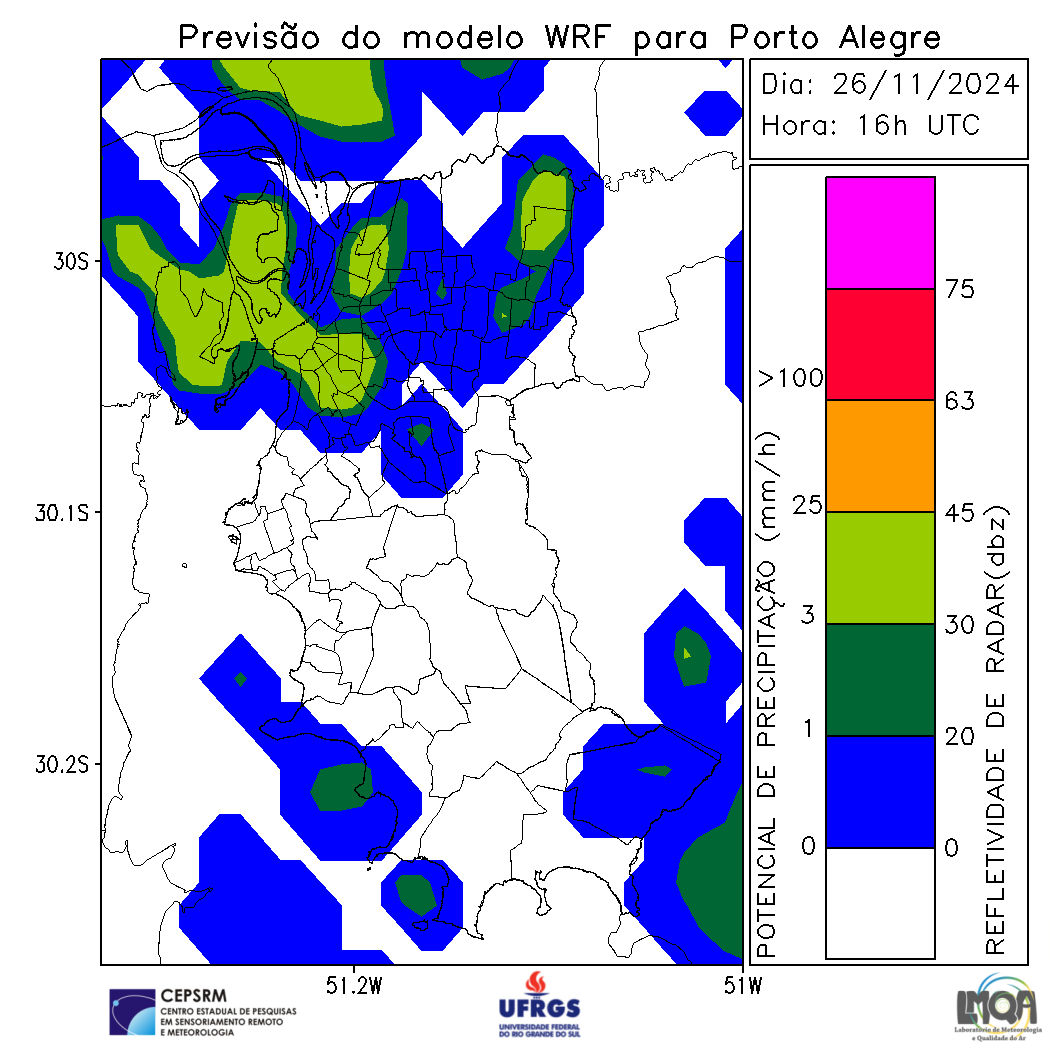 Previsão do modelo WRF para Porto Alegre
Dia: 26/11/2024
Hora: 16h UTC
30S
30.1S
30.2S
51.2W
51W
POTENCIAL DE PRECIPITAÇÃO (mm/h)
>100
25
3
1
0
75
63
45
30
20
0
REFLETIVIDADE DE RADAR(dbz)
CEPSRM
CENTRO ESTADUAL DE PESQUISAS
EM SENSORIAMENTO REMOTO
E METEOROLOGIA
UFRGS
UNIVERSIDADE FEDERAL
DO RIO GRANDE DO SUL
LMQA
Laboratório de Meteorologia
e Qualidade do Ar